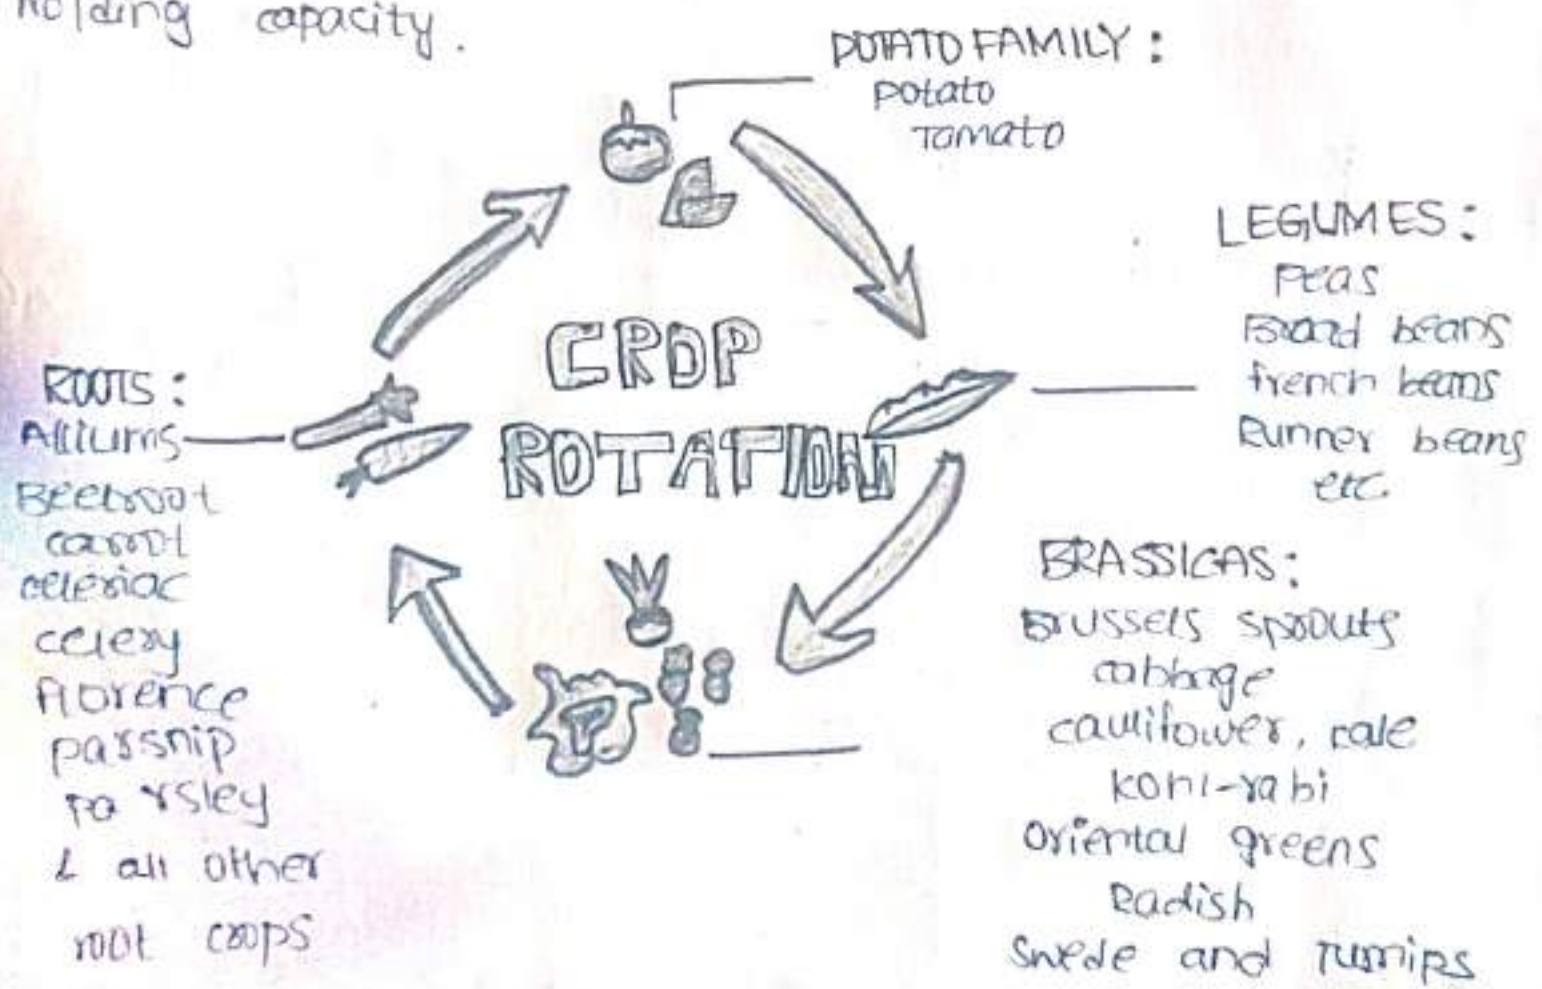 holding capacity.
POTATO FAMILY :
potato
Tomato
LEGUMES :
peas
Broad beans
french beans
Runner beans
etc.
CROP
ROTATION
ROOTS :
Alliums
Beetroot
carrot
celeriac
celery
florence
parsnip
parsley
& all other
root crops
BRASSICAS :
Brussels sprouts
cabbage
cauliflower, kale
kohl-rabi
oriental greens
Radish
Swede and turnips